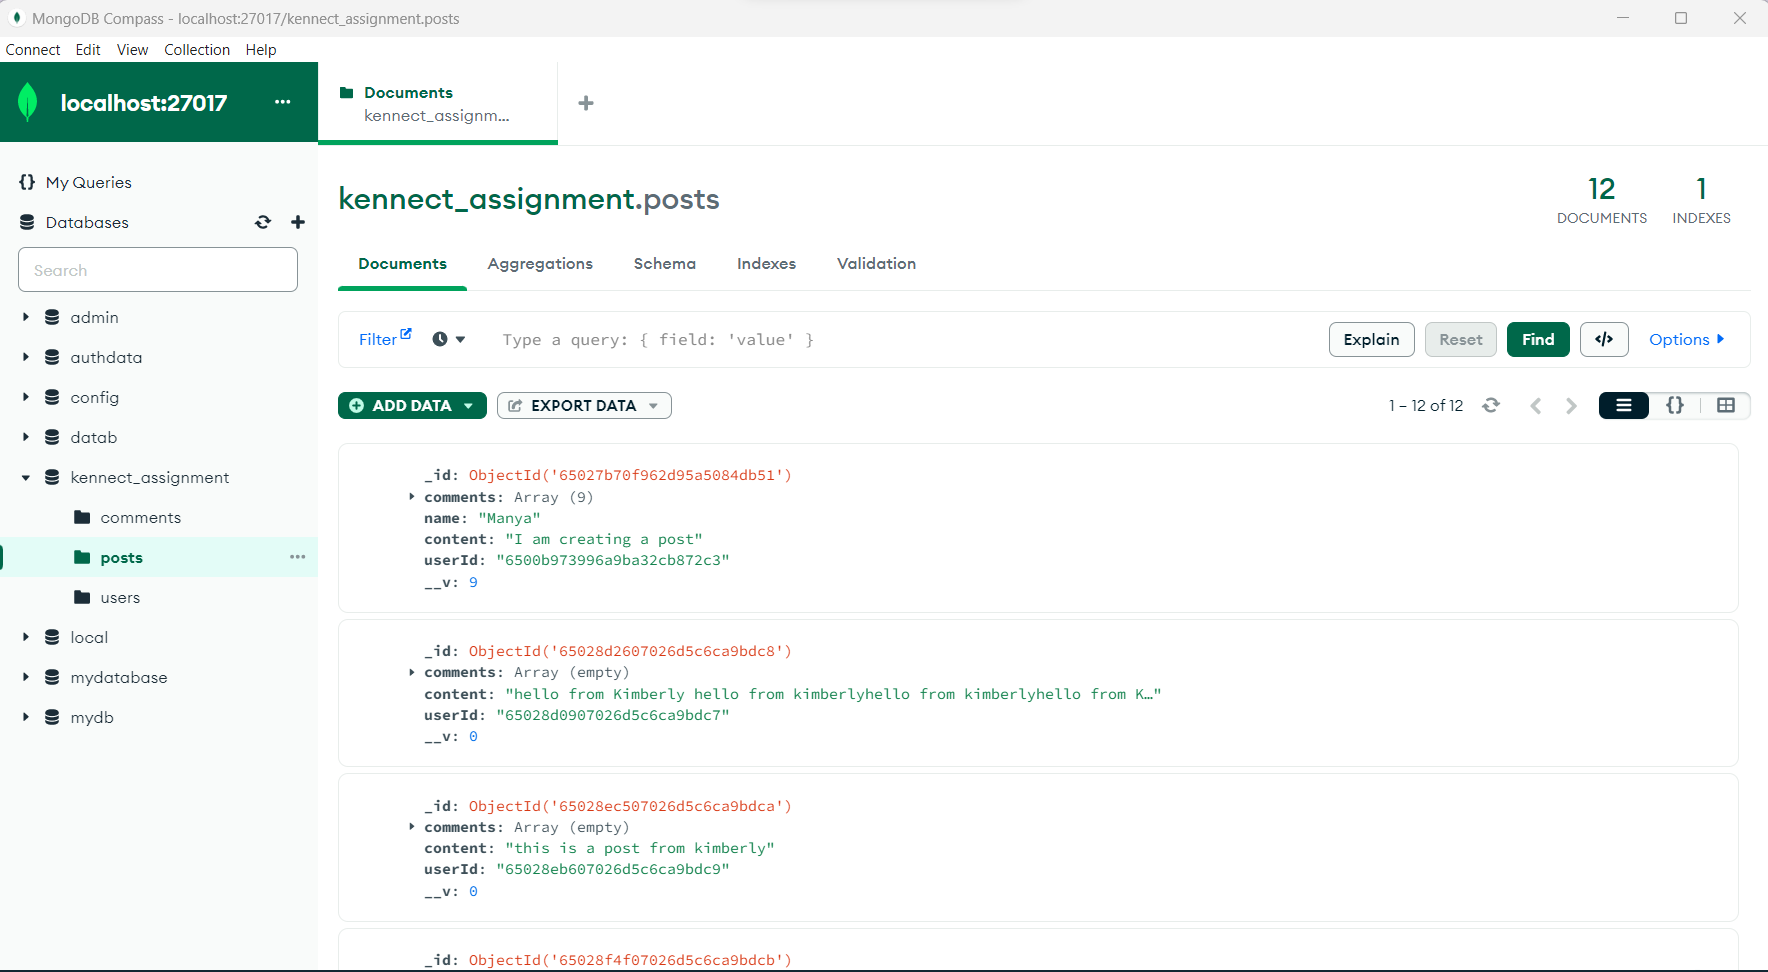 MongoDB Compass - localhost:27017/kennect_assignment.posts
Connect Edit View Collection Help
localhost:27017
Documents
kennect_assignm...
My Queries
Databases
Search
admin
authdata
config
datab
kennect_assignment
comments
posts
users
local
mydatabase
mydb
kennect_assignment.posts
12
DOCUMENTS
1
INDEXES
Documents Aggregations Schema Indexes Validation
Filter Type a query: { field: 'value' } Explain Reset Find </> Options
ADD DATA EXPORT DATA 1 – 12 of 12 {}
_id: ObjectId('65027b70f962d95a5084db51')
comments: Array (9)
name: "Manya"
content: "I am creating a post"
userId: "6500b973996a9ba32cb872c3"
__v: 9
_id: ObjectId('65028d2607026d5c6ca9bdc8')
comments: Array (empty)
content: "hello from Kimberly hello from kimberlyhello from kimberlyhello from K…"
userId: "65028d0907026d5c6ca9bdc7"
__v: 0
_id: ObjectId('65028ec507026d5c6ca9bdca')
comments: Array (empty)
content: "this is a post from kimberly"
userId: "65028eb607026d5c6ca9bdc9"
__v: 0
_id: ObjectId('65028f4f07026d5c6ca9bdcb')